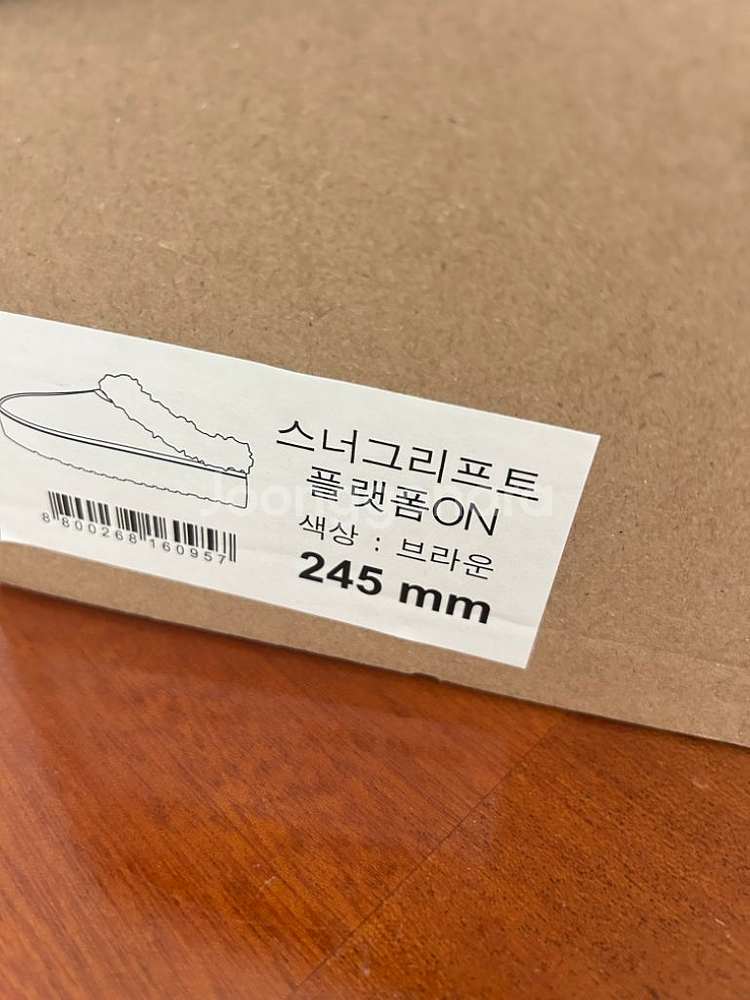 스너그리프트
플랫폼ON
색상 : 브라운
245 mm
8 800268 160957
Joonggonara